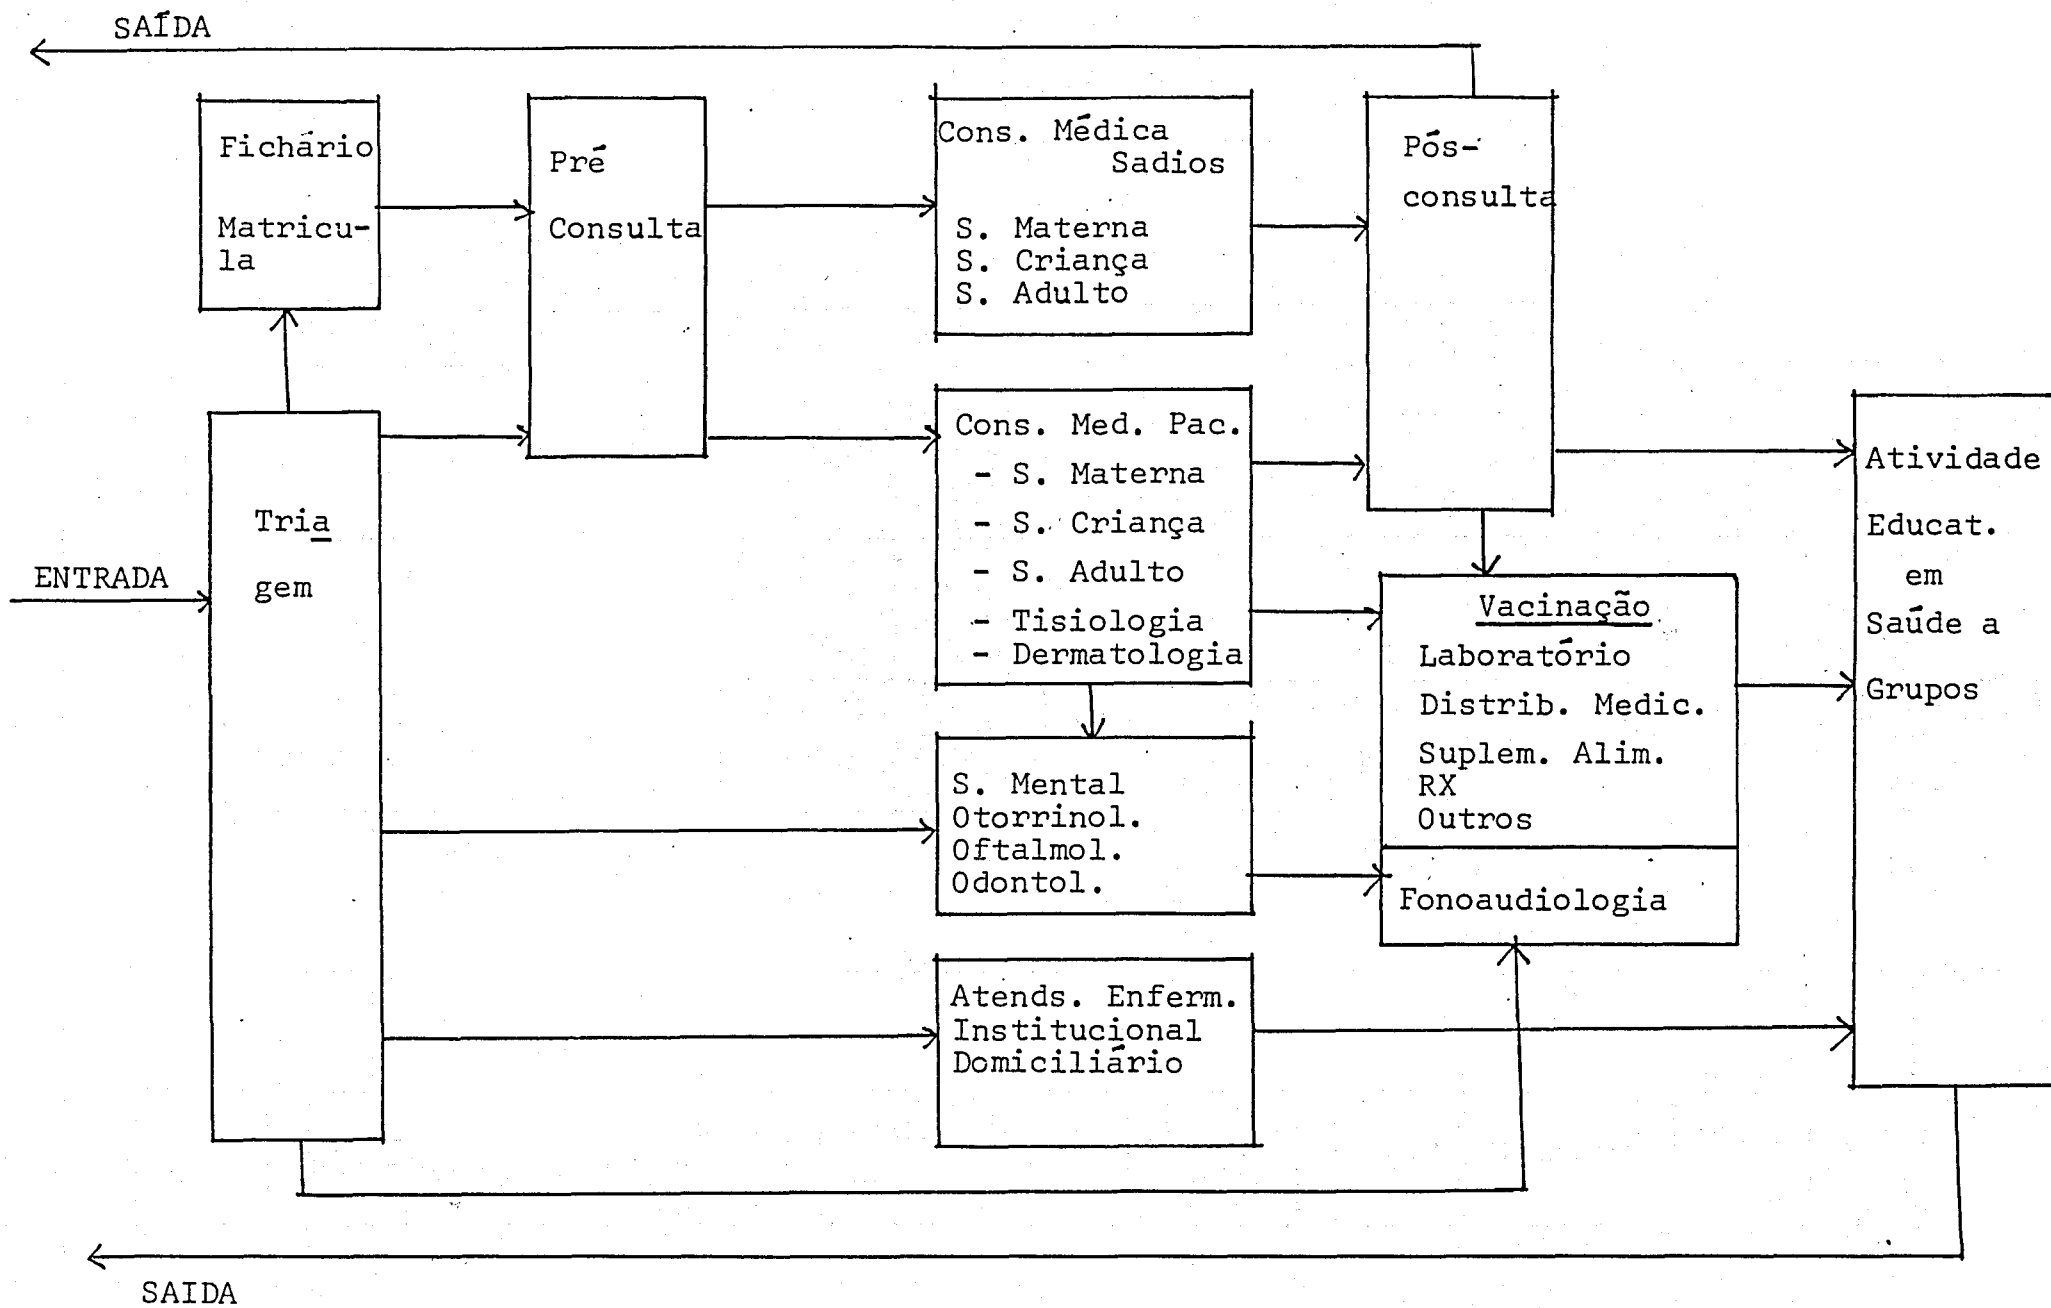 SAÍDA
Fichário
Matricu-
la
Pré
Consulta
Cons. Médica
Sadios
S. Materna
S. Criança
S. Adulto
Pós-
consulta
Cons. Med. Pac.
- S. Materna
- S. Criança
- S. Adulto
- Tisiologia
- Dermatologia
ENTRADA
Tria
gem
Vacinação
Laboratório
Distrib. Medic.
Suplem. Alim.
RX
Outros
Fonoaudiologia
Atividade
Educat.
em
Saúde a
Grupos
S. Mental
Otorrinol.
Oftalmol.
Odontol.
Atends. Enferm.
Institucional
Domiciliário
SAIDA